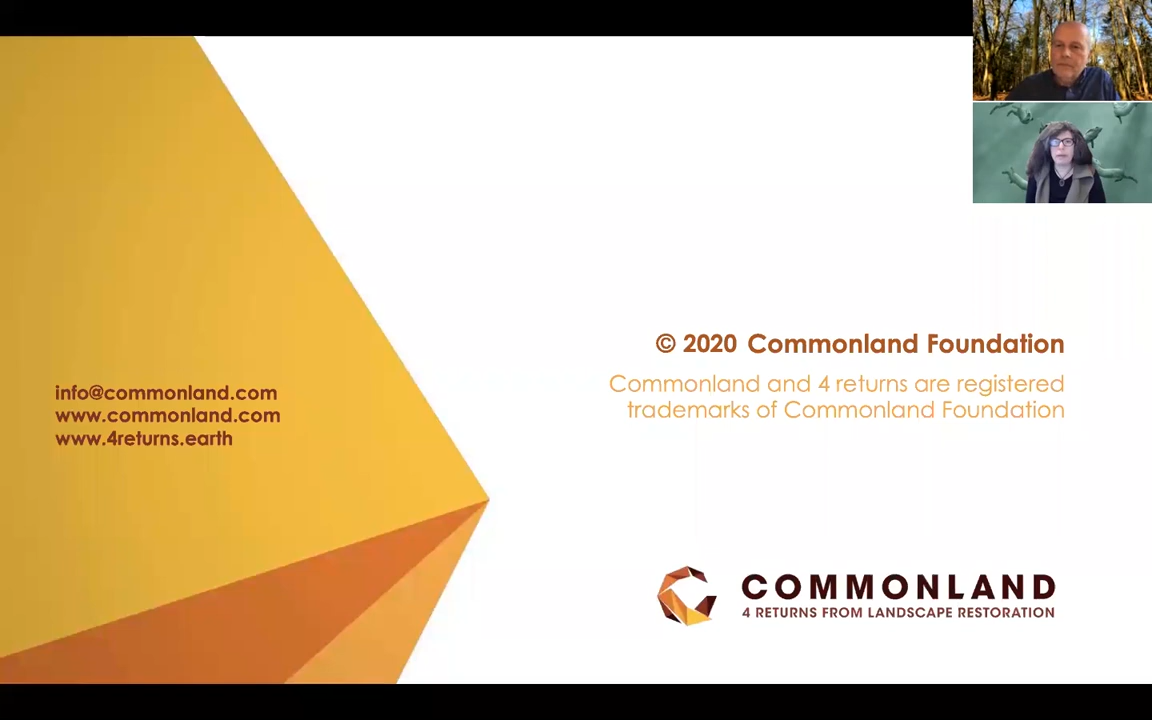 info@commonland.com
www.commonland.com
www.4returns.earth
© 2020 Commonland Foundation
Commonland and 4 returns are registered
trademarks of Commonland Foundation
COMMONLAND
4 RETURNS FROM LANDSCAPE RESTORATION